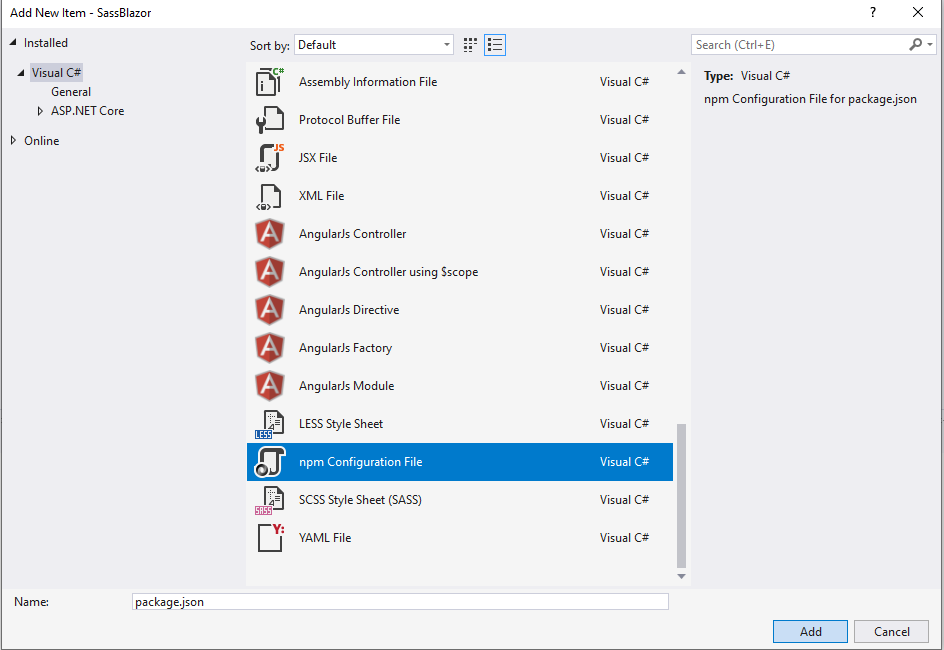 Add New Item - SassBlazor
?
Installed
Visual C#
General
ASP.NET Core
Online
Sort by: Default
Search (Ctrl+E)
C#
Assembly Information File Visual C#
Protocol Buffer File Visual C#
JS
JSX File Visual C#
XML File Visual C#
AngularJs Controller Visual C#
AngularJs Controller using $scope Visual C#
AngularJs Directive Visual C#
AngularJs Factory Visual C#
AngularJs Module Visual C#
LESS
LESS Style Sheet Visual C#
npm Configuration File Visual C#
SASS
SCSS Style Sheet (SASS) Visual C#
Y:
YAML File Visual C#
Type: Visual C#
npm Configuration File for package.json
Name: package.json
Add Cancel